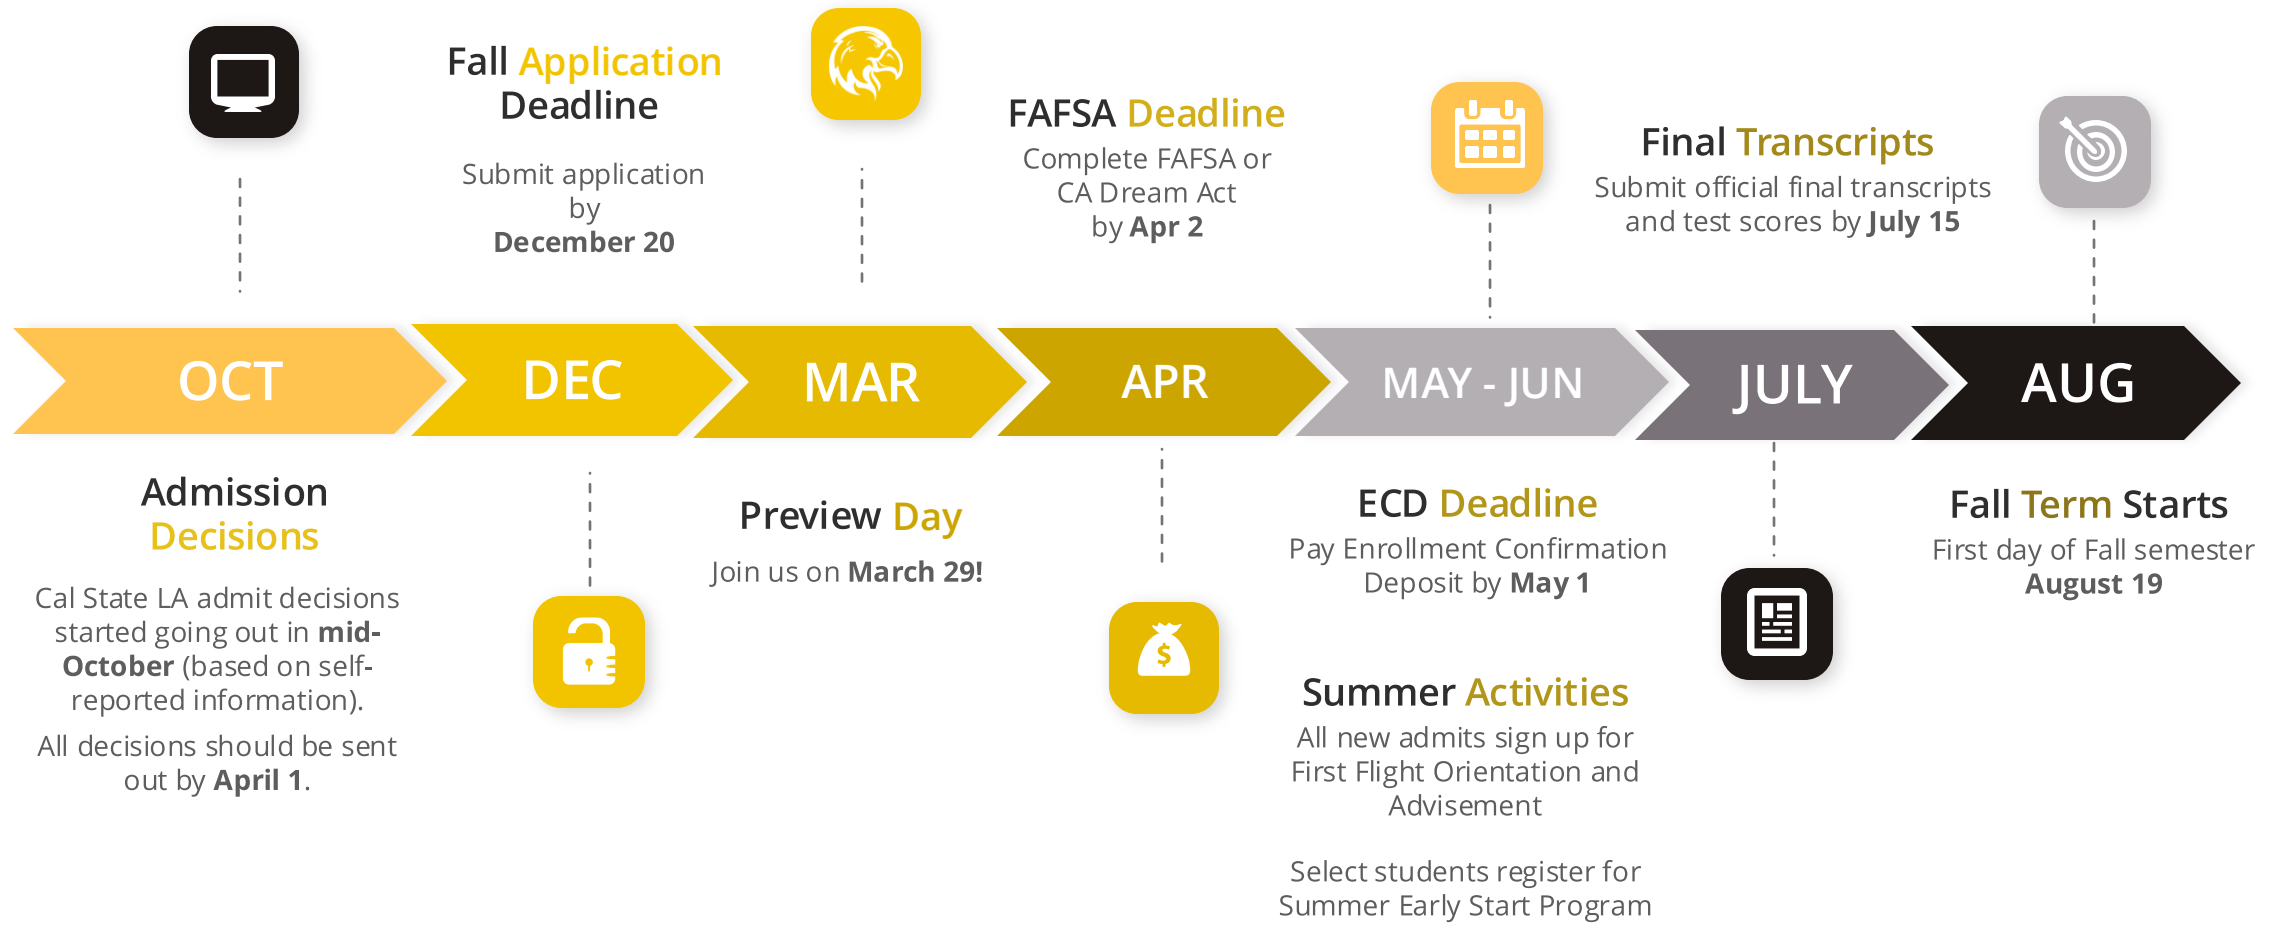 Fall Application
Deadline
Submit application
by
December 20
FAFSA Deadline
Complete FAFSA or
CA Dream Act
by Apr 2
Final Transcripts
Submit official final transcripts
and test scores by July 15
OCT
DEC
MAR
APR
MAY - JUN
JULY
AUG
Admission
Decisions
Cal State LA admit decisions
started going out in mid-
October (based on self-
reported information).
All decisions should be sent
out by April 1.
Preview Day
Join us on March 29!
$
ECD Deadline
Pay Enrollment Confirmation
Deposit by May 1
Summer Activities
All new admits sign up for
First Flight Orientation and
Advisement
Select students register for
Summer Early Start Program
Fall Term Starts
First day of Fall semester
August 19